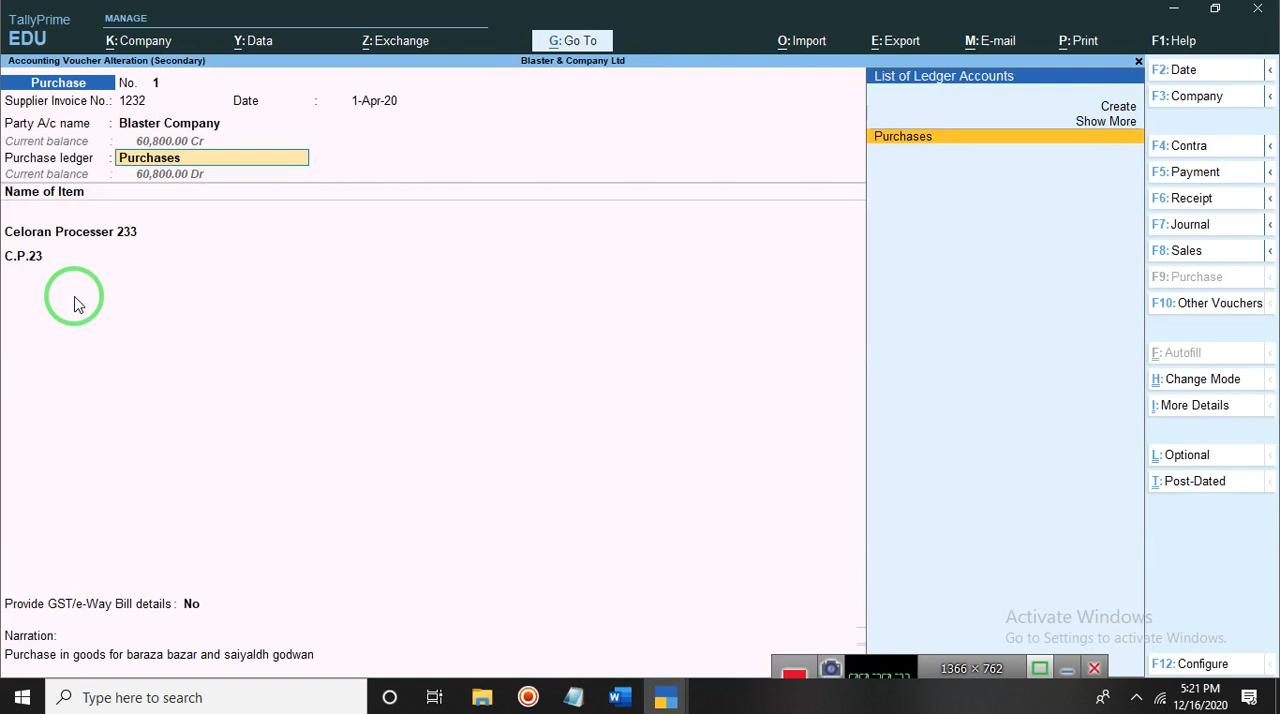 TallyPrime
EDU
MANAGE
K: Company
Y: Data
Z: Exchange
G: Go To
O: Import
E: Export
M: E-mail
P: Print
F1: Help
Accounting Voucher Alteration (Secondary)
Blaster & Company Ltd
Purchase No. 1
Supplier Invoice No.: 1232 Date : 1-Apr-20
Party A/c name : Blaster Company
Current balance : 60,800.00 Cr
Purchase ledger : Purchases
Current balance : 60,800.00 Dr
Name of Item
Celoran Processer 233
C.P.23
Provide GST/e-Way Bill details : No
Narration:
Purchase in goods for baraza bazar and saiyaldh godwan
List of Ledger Accounts
Create
Show More
Purchases
F2: Date
F3: Company
F4: Contra
F5: Payment
F6: Receipt
F7: Journal
F8: Sales
F9: Purchase
F10: Other Vouchers
F: Autofill
H: Change Mode
I: More Details
L: Optional
T: Post-Dated
Activate Windows
Go to Settings to activate Windows.
F12: Configure
1366 × 762
Type here to search
5:21 PM
12/16/2020